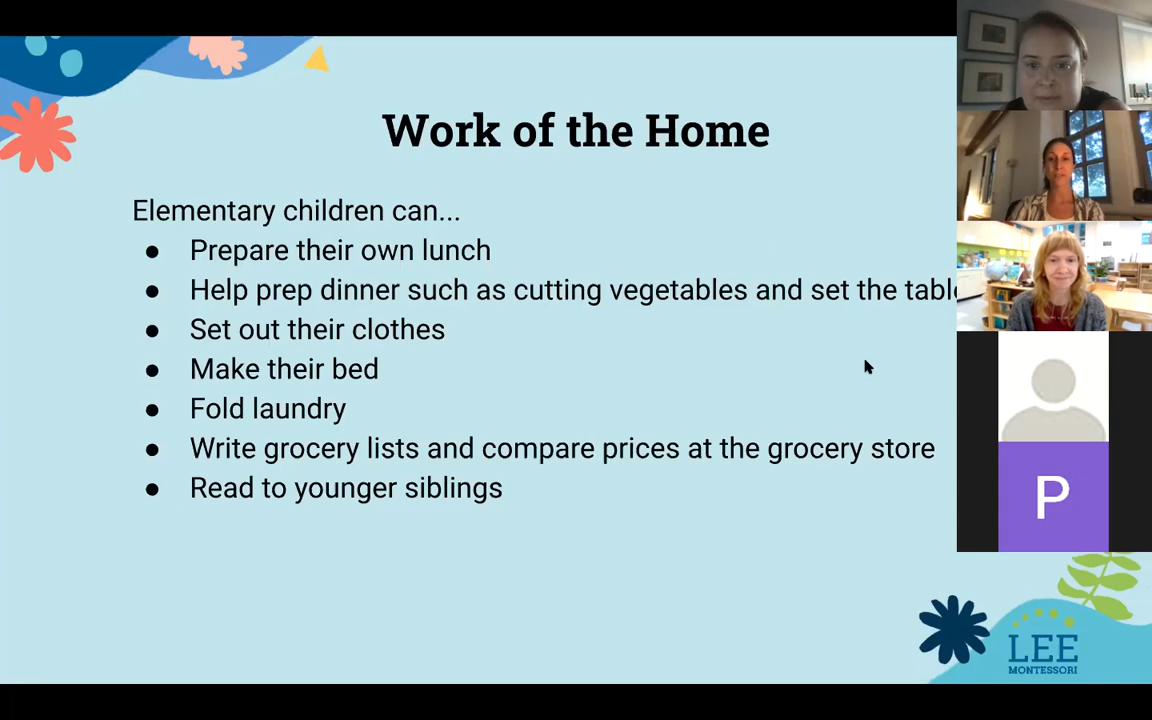 Work of the Home
Elementary children can...
● Prepare their own lunch
● Help prep dinner such as cutting vegetables and set the table
● Set out their clothes
● Make their bed
● Fold laundry
● Write grocery lists and compare prices at the grocery store
● Read to younger siblings
P
LEE
MONTESSORI